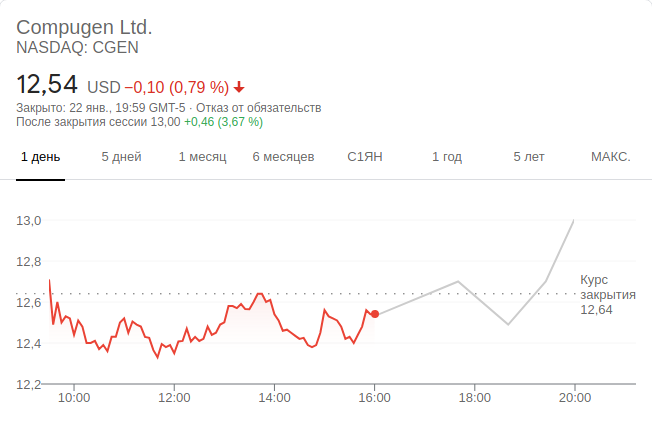 Compugen Ltd.
NASDAQ: CGEN
12,54 USD −0,10 (0,79 %)
Закрыто: 22 янв., 19:59 GMT-5 · Отказ от обязательств
После закрытия сессии 13,00 +0,46 (3,67 %)
1 день 5 дней 1 месяц 6 месяцев С1ЯН 1 год 5 лет МАКС.
13,0
12,8
12,6
12,4
12,2
Курс
закрытия
12,64
10:00 12:00 14:00 16:00 18:00 20:00